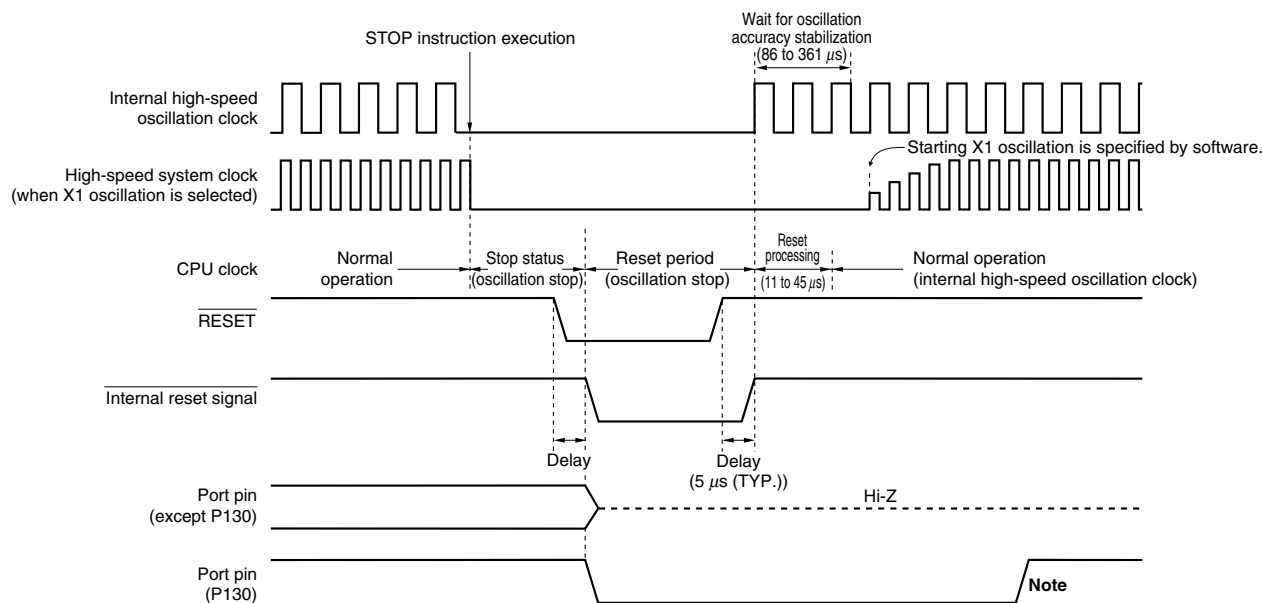 Wait for oscillation
accuracy stabilization
(86 to 361 μs)
STOP instruction execution
Internal high-speed
oscillation clock
Starting X1 oscillation is specified by software.
High-speed system clock
(when X1 oscillation is selected)
CPU clock
Normal
operation
Stop status
(oscillation stop)
Reset period
(oscillation stop)
Reset
processing
(11 to 45 μs)
Normal operation
(internal high-speed oscillation clock)
RESET
Internal reset signal
Delay
Delay
(5 μs (TYP.))
Port pin
(except P130)
Hi-Z
Port pin
(P130)
Note